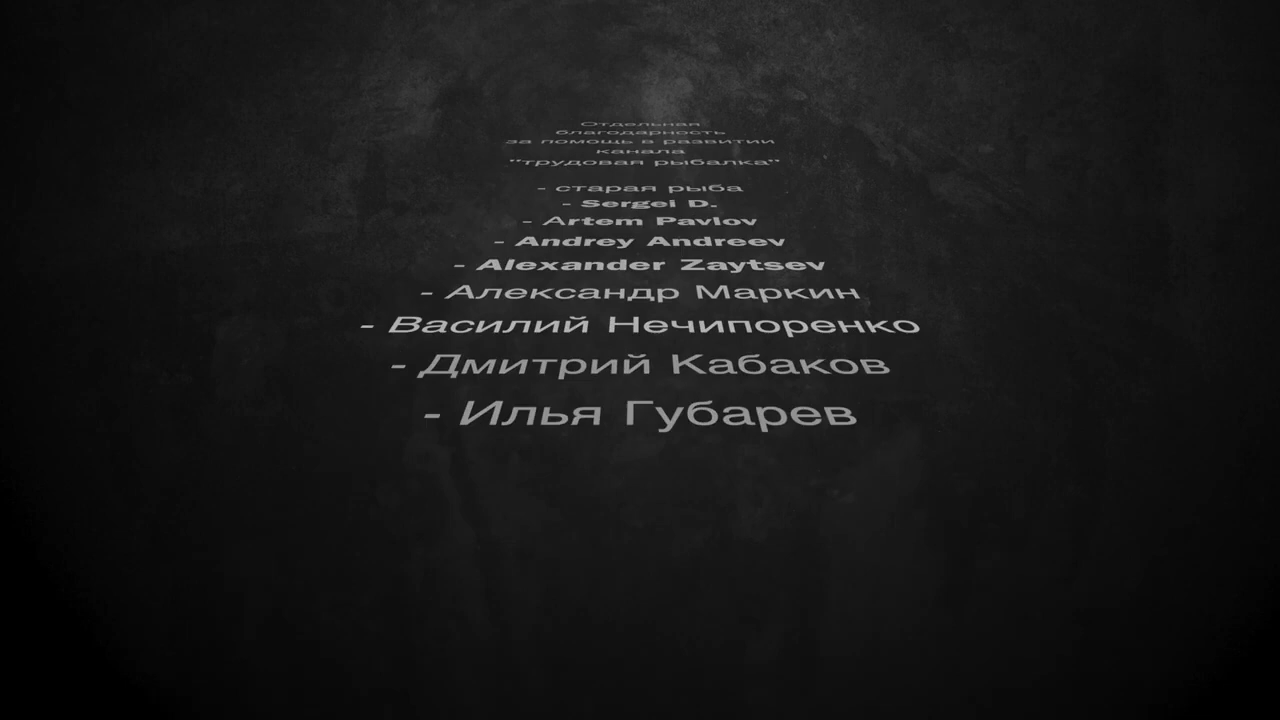 Отдельная
благодарность
за помощь в развитии
канала
"трудовая рыбалка"
- старая рыба
- Sergei D.
- Artem Pavlov
- Andrey Andreev
- Alexander Zaytsev
- Александр Маркин
- Василий Нечипоренко
- Дмитрий Кабаков
- Илья Губарев